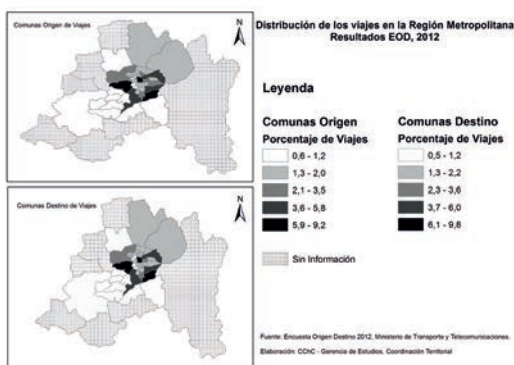 Comunas Origen de Viajes
N
Comunas Destino de Viajes
N
Distribución de los viajes en la Región Metropolitana
Resultados EOD, 2012
Leyenda
Comunas Origen
Porcentaje de Viajes
0,6 - 1,2
1,3 - 2,0
2,1 - 3,5
3,6 - 5,8
5,9 - 9,2
Comunas Destino
Porcentaje de Viajes
0,5 - 1,2
1,3 - 2,2
2,3 - 3,6
3,7 - 6,0
6,1 - 9,8
Sin Información
Fuente: Encuesta Origen Destino 2012, Ministerio de Transporte y Telecomunicaciones.
Elaboración: CChC - Gerencia de Estudios, Coordinación Territorial